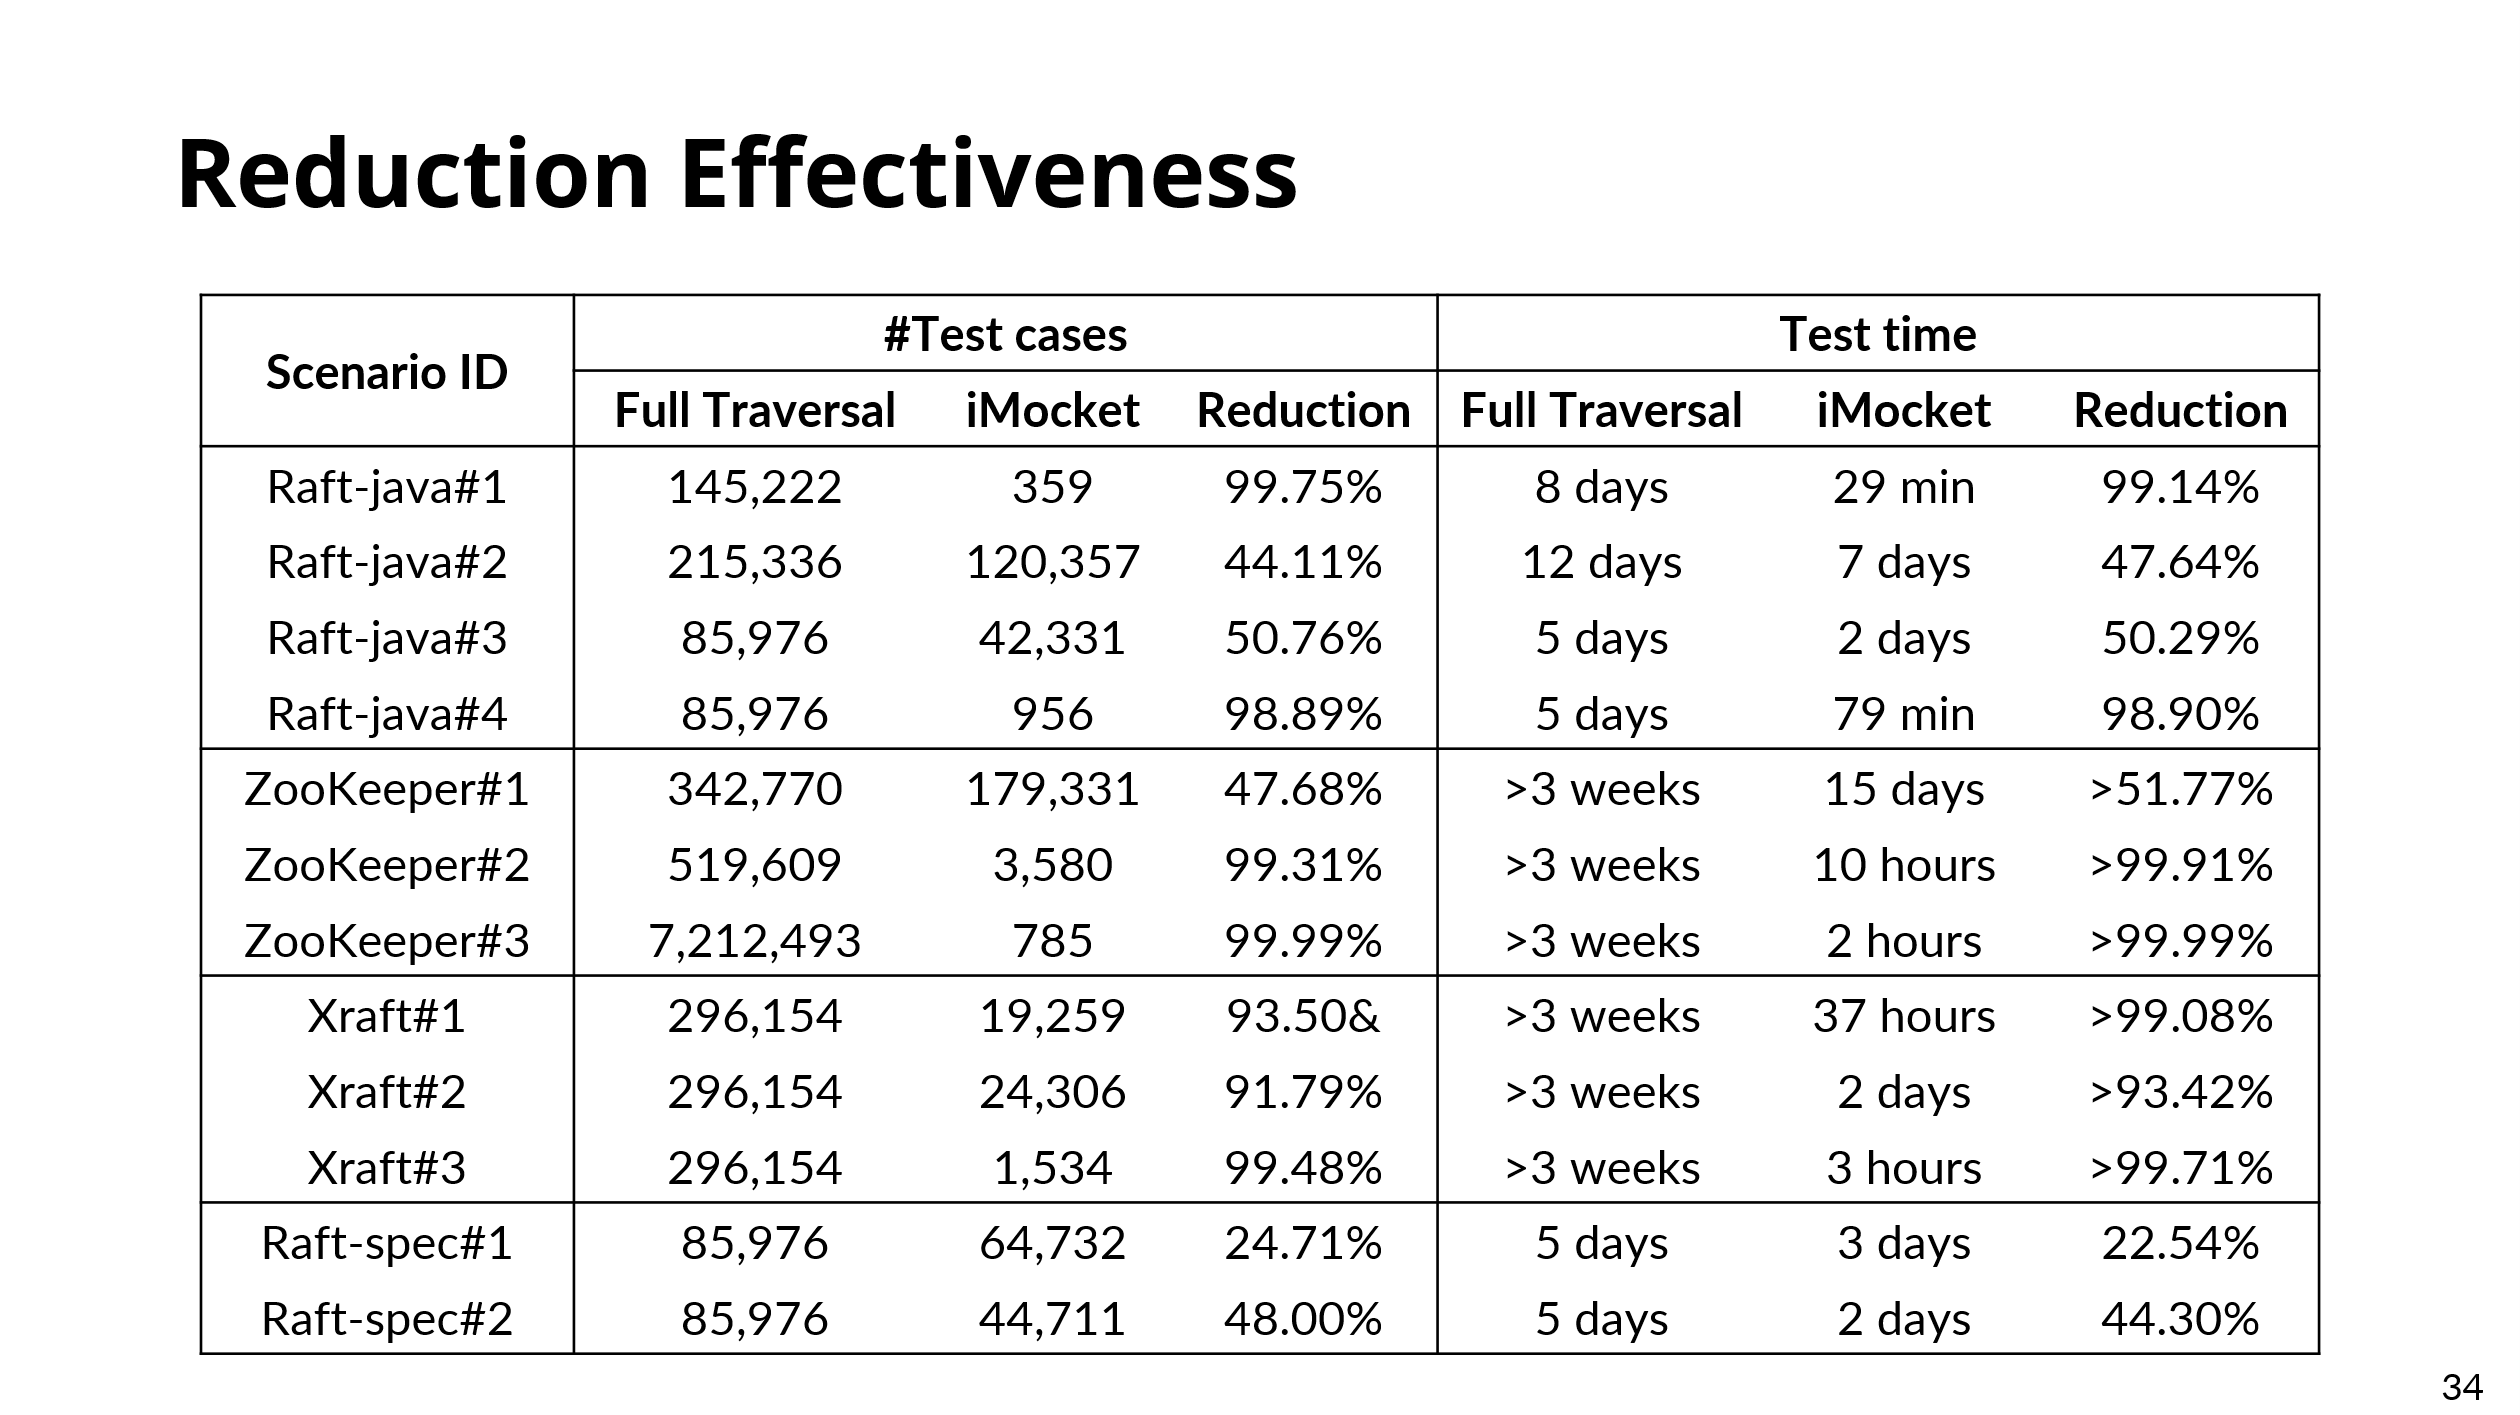 Reduction Effectiveness
Scenario ID #Test cases Test time
Full Traversal iMocket Reduction Full Traversal iMocket Reduction
Raft-java#1 145,222 359 99.75% 8 days 29 min 99.14%
Raft-java#2 215,336 120,357 44.11% 12 days 7 days 47.64%
Raft-java#3 85,976 42,331 50.76% 5 days 2 days 50.29%
Raft-java#4 85,976 956 98.89% 5 days 79 min 98.90%
ZooKeeper#1 342,770 179,331 47.68% >3 weeks 15 days >51.77%
ZooKeeper#2 519,609 3,580 99.31% >3 weeks 10 hours >99.91%
ZooKeeper#3 7,212,493 785 99.99% >3 weeks 2 hours >99.99%
Xraft#1 296,154 19,259 93.50& >3 weeks 37 hours >99.08%
Xraft#2 296,154 24,306 91.79% >3 weeks 2 days >93.42%
Xraft#3 296,154 1,534 99.48% >3 weeks 3 hours >99.71%
Raft-spec#1 85,976 64,732 24.71% 5 days 3 days 22.54%
Raft-spec#2 85,976 44,711 48.00% 5 days 2 days 44.30%
34